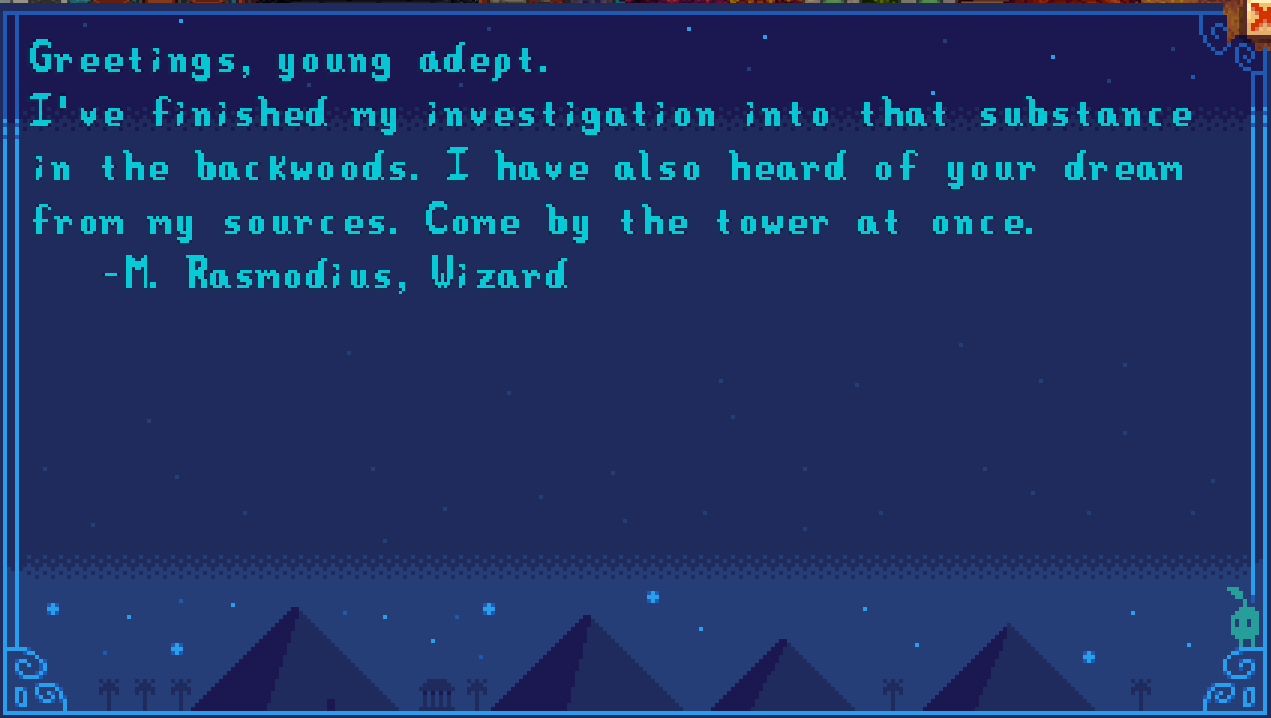 Greetings, young adept.
I've finished my investigation into that substance
in the backwoods. I have also heard of your dream
from my sources. Come by the tower at once.
-M. Rasmodius, Wizard